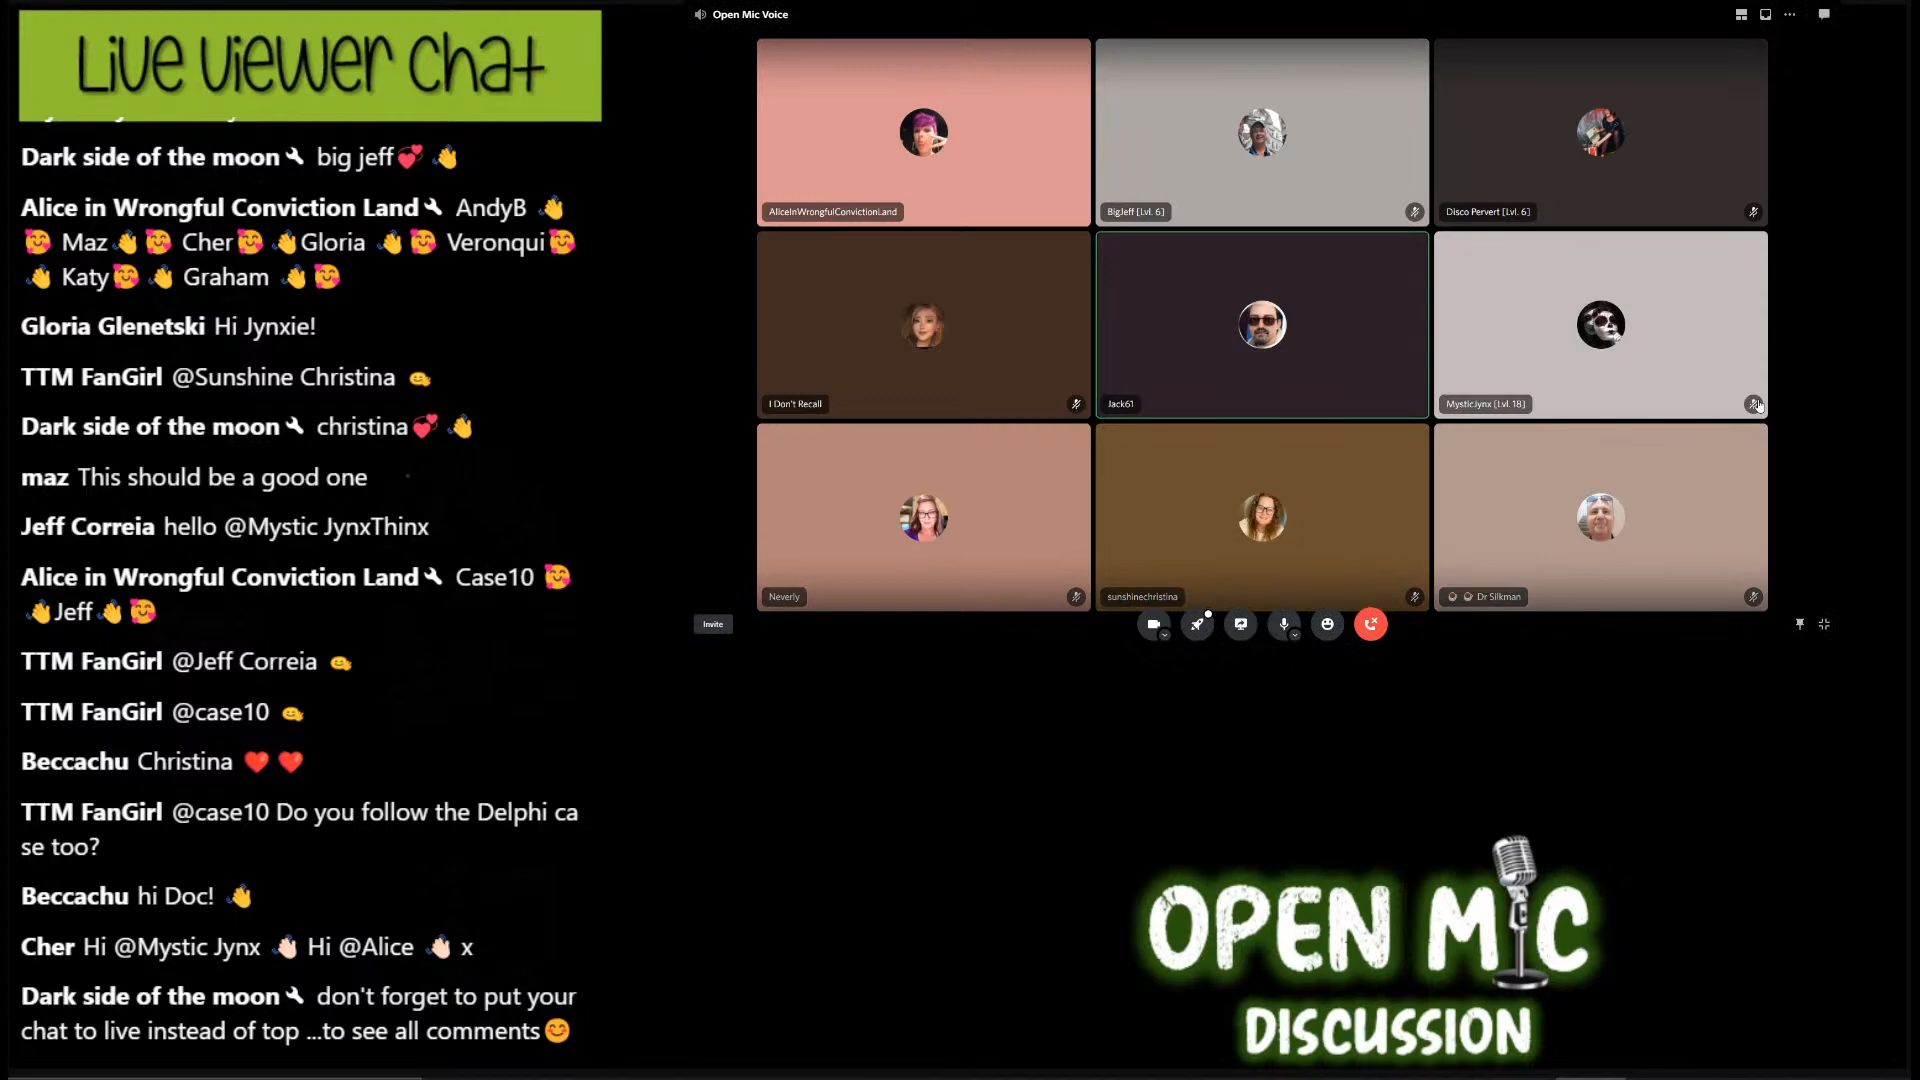 Live Viewer Chat
Dark side of the moon big jeff💞 👋
Alice in Wrongful Conviction Land AndyB 👋
🥰 Maz👋🥰 Cher🥰 👋Gloria 👋🥰 Veronqui🥰
👋 Katy🥰 👋 Graham 👋🥰
Gloria Glenetski Hi Jynxie!
TTM FanGirl @Sunshine Christina
Dark side of the moon christina💞 👋
maz This should be a good one
Jeff Correia hello @Mystic JynxThinx
Alice in Wrongful Conviction Land Case10 🥰
👋Jeff👋🥰
TTM FanGirl @Jeff Correia
TTM FanGirl @case10
Beccachu Christina ❤️ ❤️
TTM FanGirl @case10 Do you follow the Delphi ca
se too?
Beccachu hi Doc! 👋
Cher Hi @Mystic Jynx 👋🏻 Hi @Alice 👋🏻 x
Dark side of the moon don't forget to put your
chat to live instead of top ...to see all comments😊
Open Mic Voice
AliceInWrongfulConvictionLand
BigJeff [Lvl. 6]
Disco Pervert [Lvl. 6]
I Don't Recall
Jack61
MysticJynx [Lvl. 18]
Neverly
sunshinechristina
Dr Silkman
Invite
OPEN MIC
DISCUSSION